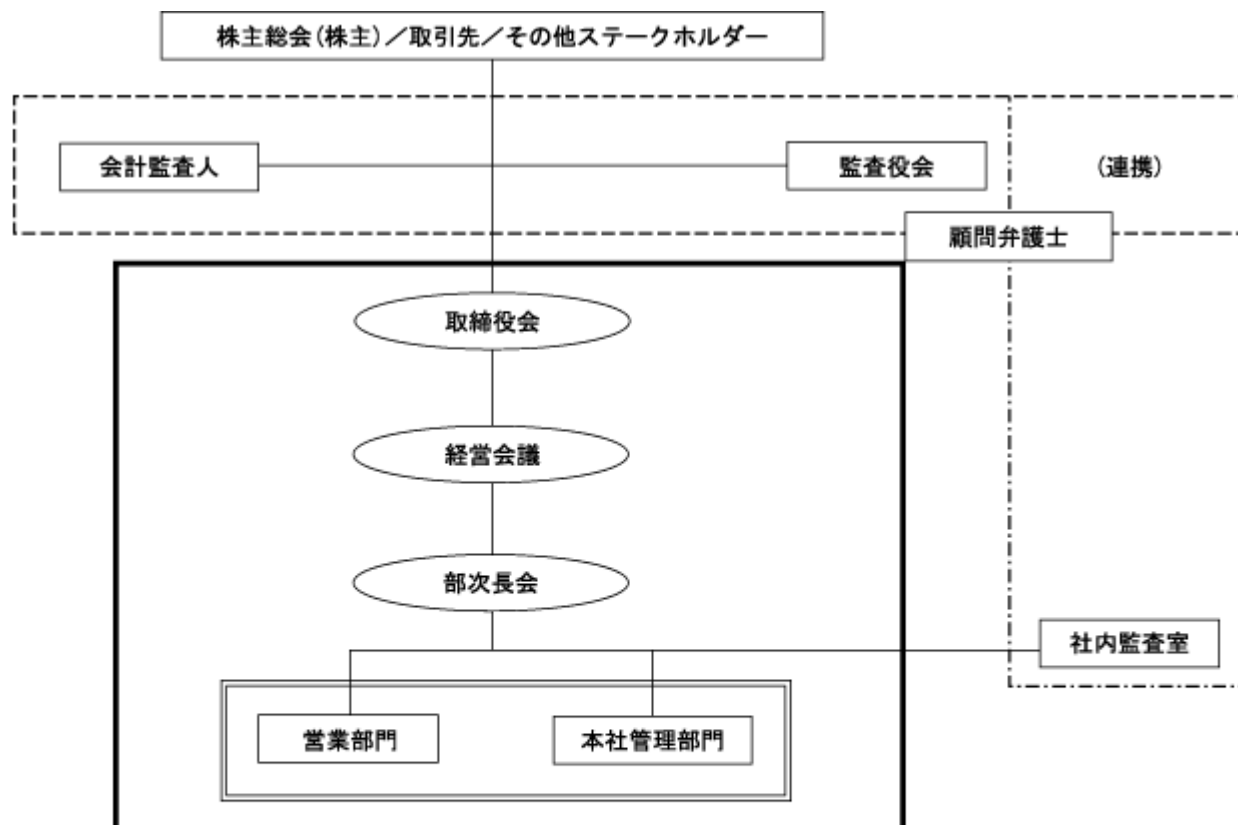 株主総会(株主)／取引先／その他ステークホルダー
会計監査人
監査役会
(連携)
顧問弁護士
取締役会
経営会議
部次長会
社内監査室
営業部門
本社管理部門